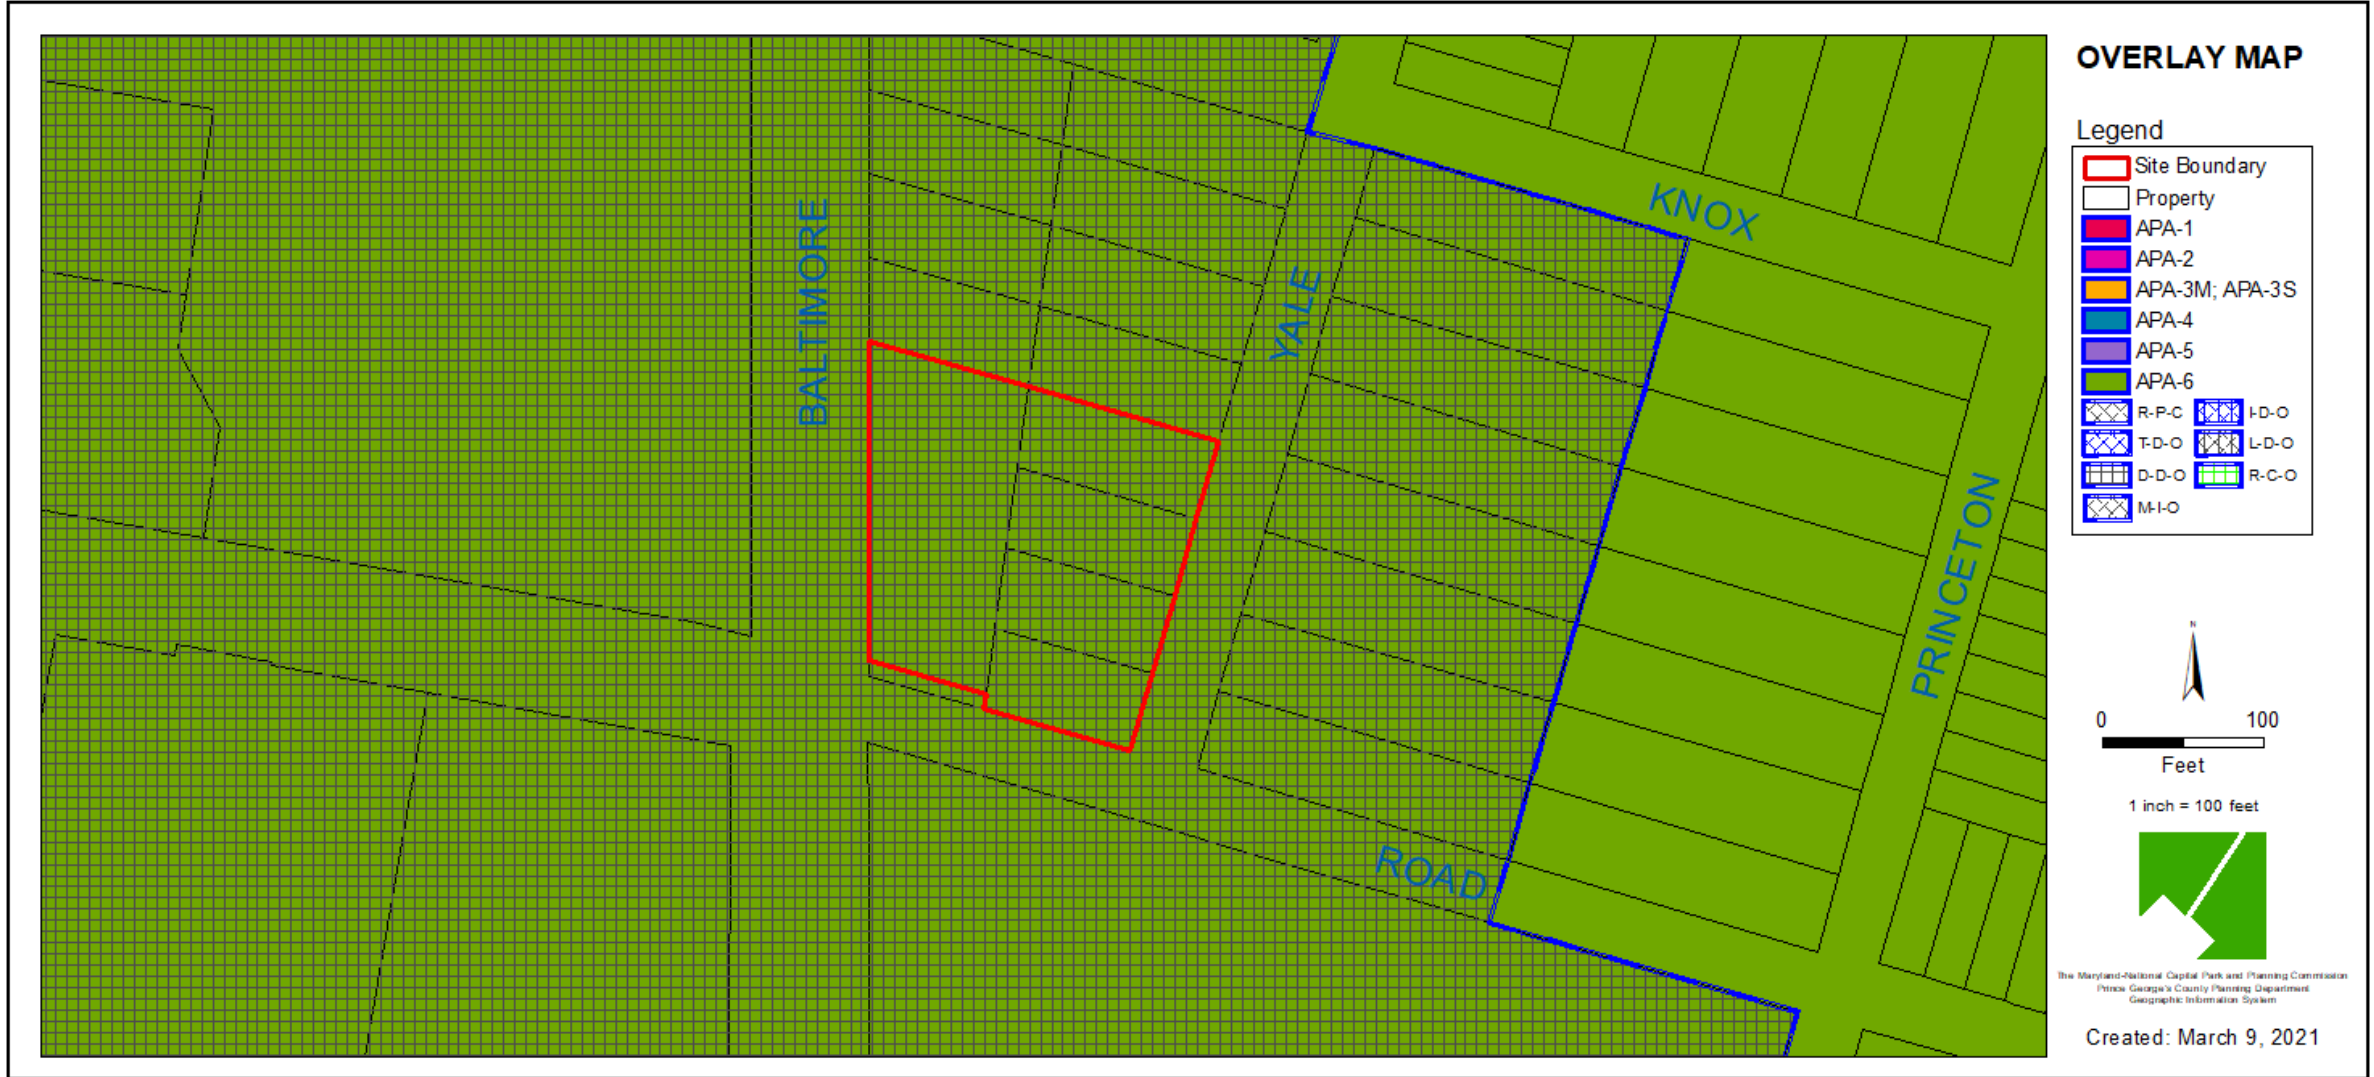 OVERLAY MAP
Legend
Site Boundary
Property
APA-1
APA-2
APA-3M; APA-3S
APA-4
APA-5
APA-6
R-P-C I-D-O
T-D-O L-D-O
D-D-O R-C-O
M-I-O
KNOX
BALTIMORE
YALE
PRINCETON
ROAD
N
0 100
Feet
1 inch = 100 feet
The Maryland-National Capital Park and Planning Commission
Prince George's County Planning Department
Geographic Information System
Created: March 9, 2021